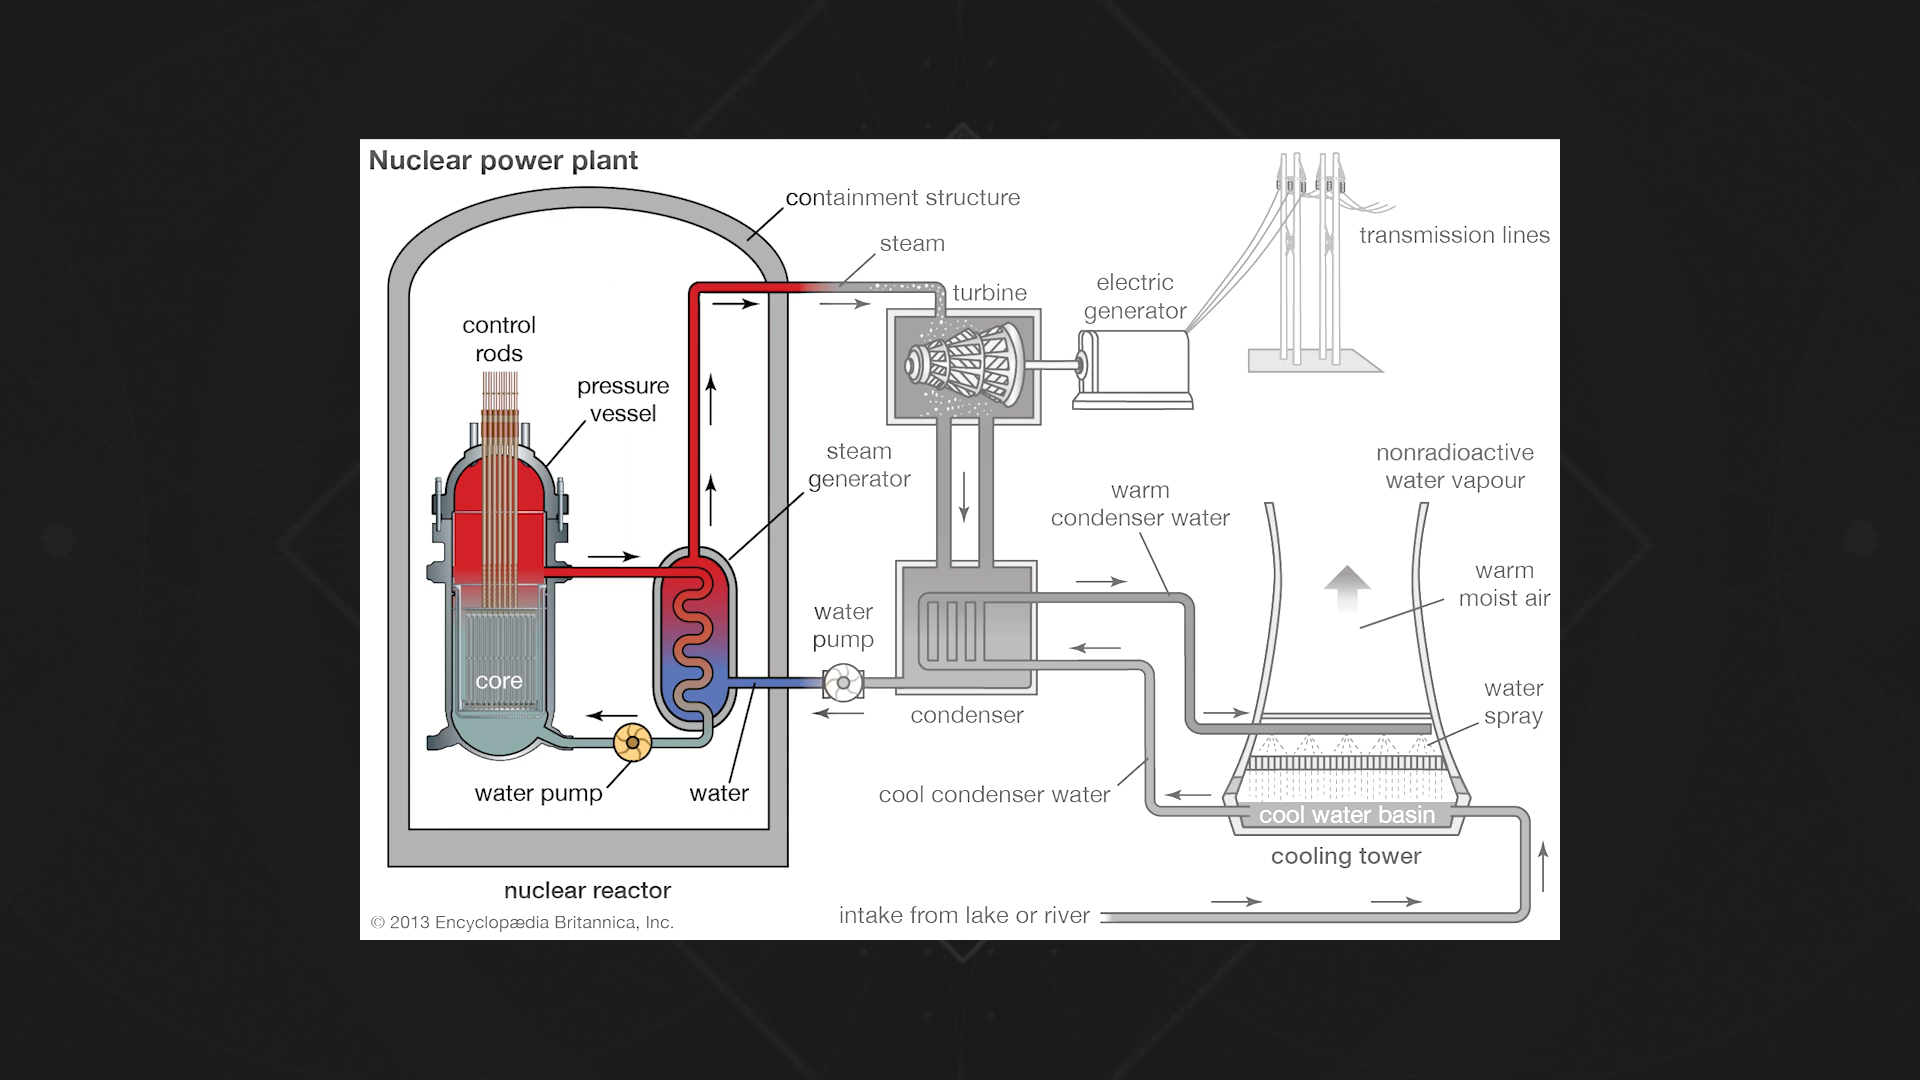 Nuclear power plant
containment structure
steam
transmission lines
turbine
electric
generator
control
rods
pressure
vessel
steam
generator
nonradioactive
water vapour
warm
condenser water
warm
moist air
water
pump
core
water
spray
condenser
water pump
water
cool condenser water
cool water basin
cooling tower
nuclear reactor
intake from lake or river
© 2013 Encyclopædia Britannica, Inc.